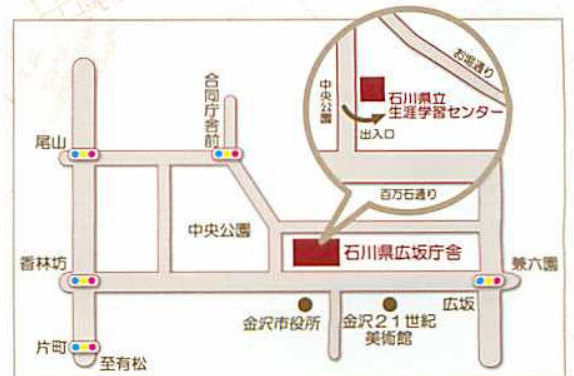 お堀通り
中央公園
石川県立
生涯学習センター
出入口
百万石通り
合同庁舎前
尾山
中央公園
石川県広坂庁舎
香林坊
兼六園
広坂
金沢市役所
金沢21世紀
美術館
片町
至有松